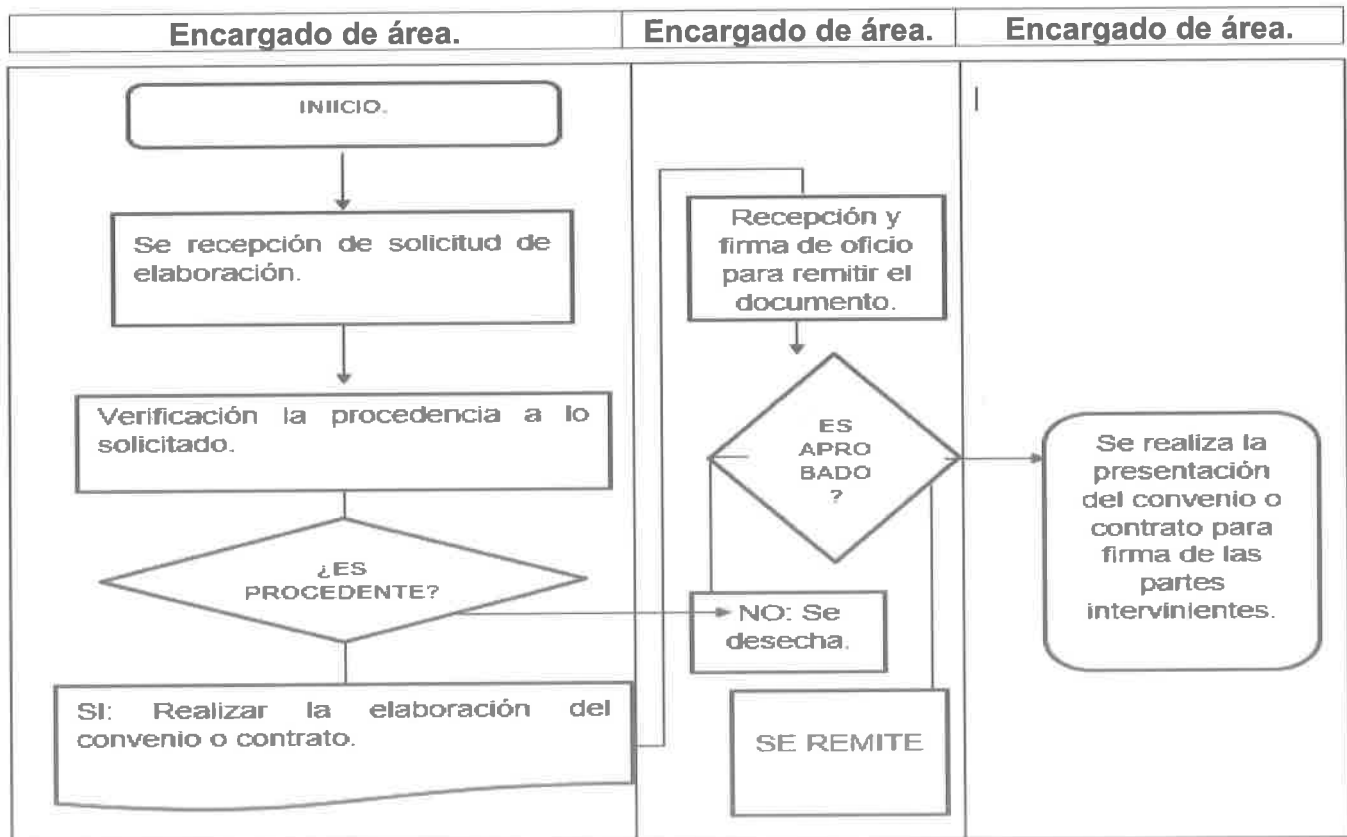 Encargado de área.
Encargado de área.
Encargado de área.
INIICIO.
Se recepción de solicitud de
elaboración.
Verificación la procedencia a lo
solicitado.
¿ES
PROCEDENTE?
SI: Realizar la elaboración del
convenio o contrato.
Recepción y
firma de oficio
para remitir el
documento.
ES
APRO
BADO
?
NO: Se
desecha.
SE REMITE
Se realiza la
presentación
del convenio o
contrato para
firma de las
partes
intervinientes.